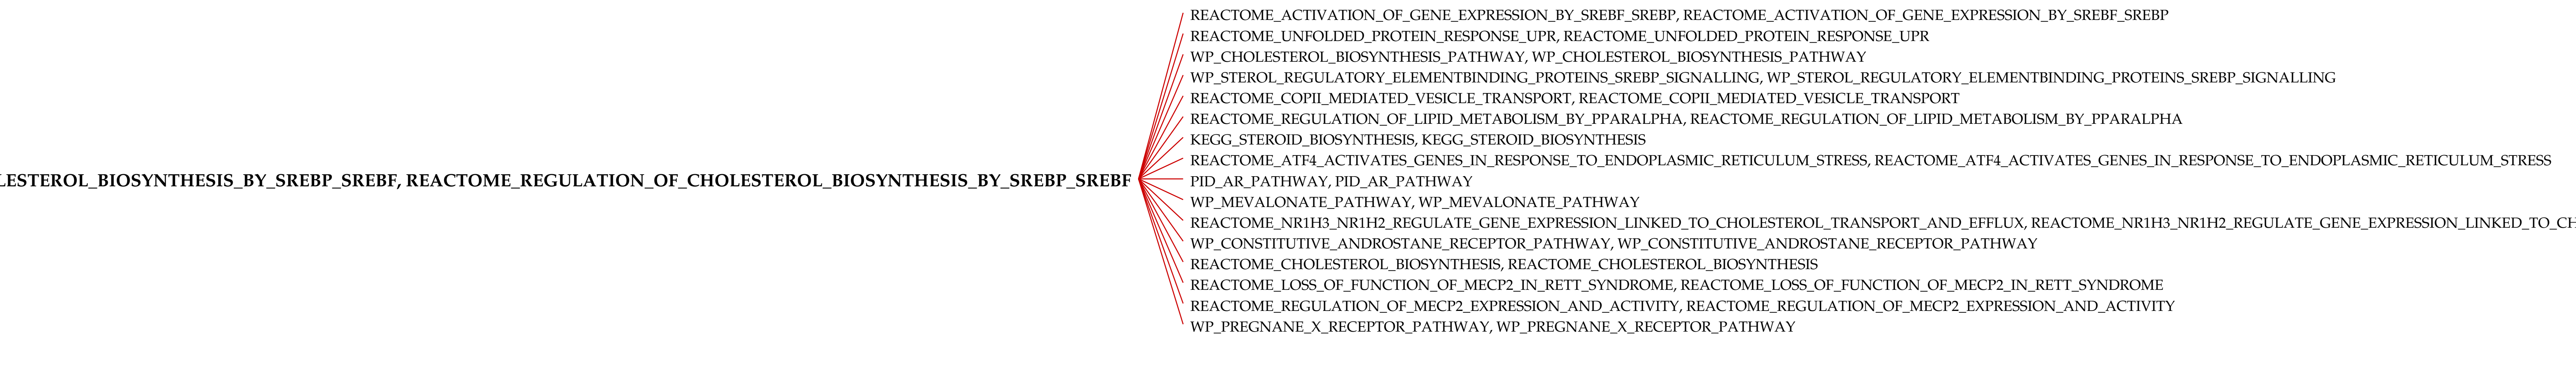 REACTOME_ACTIVATION_OF_GENE_EXPRESSION_BY_SREBF_SREBP, REACTOME_ACTIVATION_OF_GENE_EXPRESSION_BY_SREBF_SREBP
REACTOME_UNFOLDED_PROTEIN_RESPONSE_UPR, REACTOME_UNFOLDED_PROTEIN_RESPONSE_UPR
WP_CHOLESTEROL_BIOSYNTHESIS_PATHWAY, WP_CHOLESTEROL_BIOSYNTHESIS_PATHWAY
WP_STEROL_REGULATORY_ELEMENTBINDING_PROTEINS_SREBP_SIGNALLING, WP_STEROL_REGULATORY_ELEMENTBINDING_PROTEINS_SREBP_SIGNALLING
REACTOME_COPII_MEDIATED_VESICLE_TRANSPORT, REACTOME_COPII_MEDIATED_VESICLE_TRANSPORT
REACTOME_REGULATION_OF_LIPID_METABOLISM_BY_PPARALPHA, REACTOME_REGULATION_OF_LIPID_METABOLISM_BY_PPARALPHA
KEGG_STEROID_BIOSYNTHESIS, KEGG_STEROID_BIOSYNTHESIS
REACTOME_ATF4_ACTIVATES_GENES_IN_RESPONSE_TO_ENDOPLASMIC_RETICULUM_STRESS, REACTOME_ATF4_ACTIVATES_GENES_IN_RESPONSE_TO_ENDOPLASMIC_RETICULUM_STRESS
LESTEROL_BIOSYNTHESIS_BY_SREBP_SREBF, REACTOME_REGULATION_OF_CHOLESTEROL_BIOSYNTHESIS_BY_SREBP_SREBF
PID_AR_PATHWAY, PID_AR_PATHWAY
WP_MEVALONATE_PATHWAY, WP_MEVALONATE_PATHWAY
REACTOME_NR1H3_NR1H2_REGULATE_GENE_EXPRESSION_LINKED_TO_CHOLESTEROL_TRANSPORT_AND_EFFLUX, REACTOME_NR1H3_NR1H2_REGULATE_GENE_EXPRESSION_LINKED_TO_CH
WP_CONSTITUTIVE_ANDROSTANE_RECEPTOR_PATHWAY, WP_CONSTITUTIVE_ANDROSTANE_RECEPTOR_PATHWAY
REACTOME_CHOLESTEROL_BIOSYNTHESIS, REACTOME_CHOLESTEROL_BIOSYNTHESIS
REACTOME_LOSS_OF_FUNCTION_OF_MECP2_IN_RETT_SYNDROME, REACTOME_LOSS_OF_FUNCTION_OF_MECP2_IN_RETT_SYNDROME
REACTOME_REGULATION_OF_MECP2_EXPRESSION_AND_ACTIVITY, REACTOME_REGULATION_OF_MECP2_EXPRESSION_AND_ACTIVITY
WP_PREGNANE_X_RECEPTOR_PATHWAY, WP_PREGNANE_X_RECEPTOR_PATHWAY